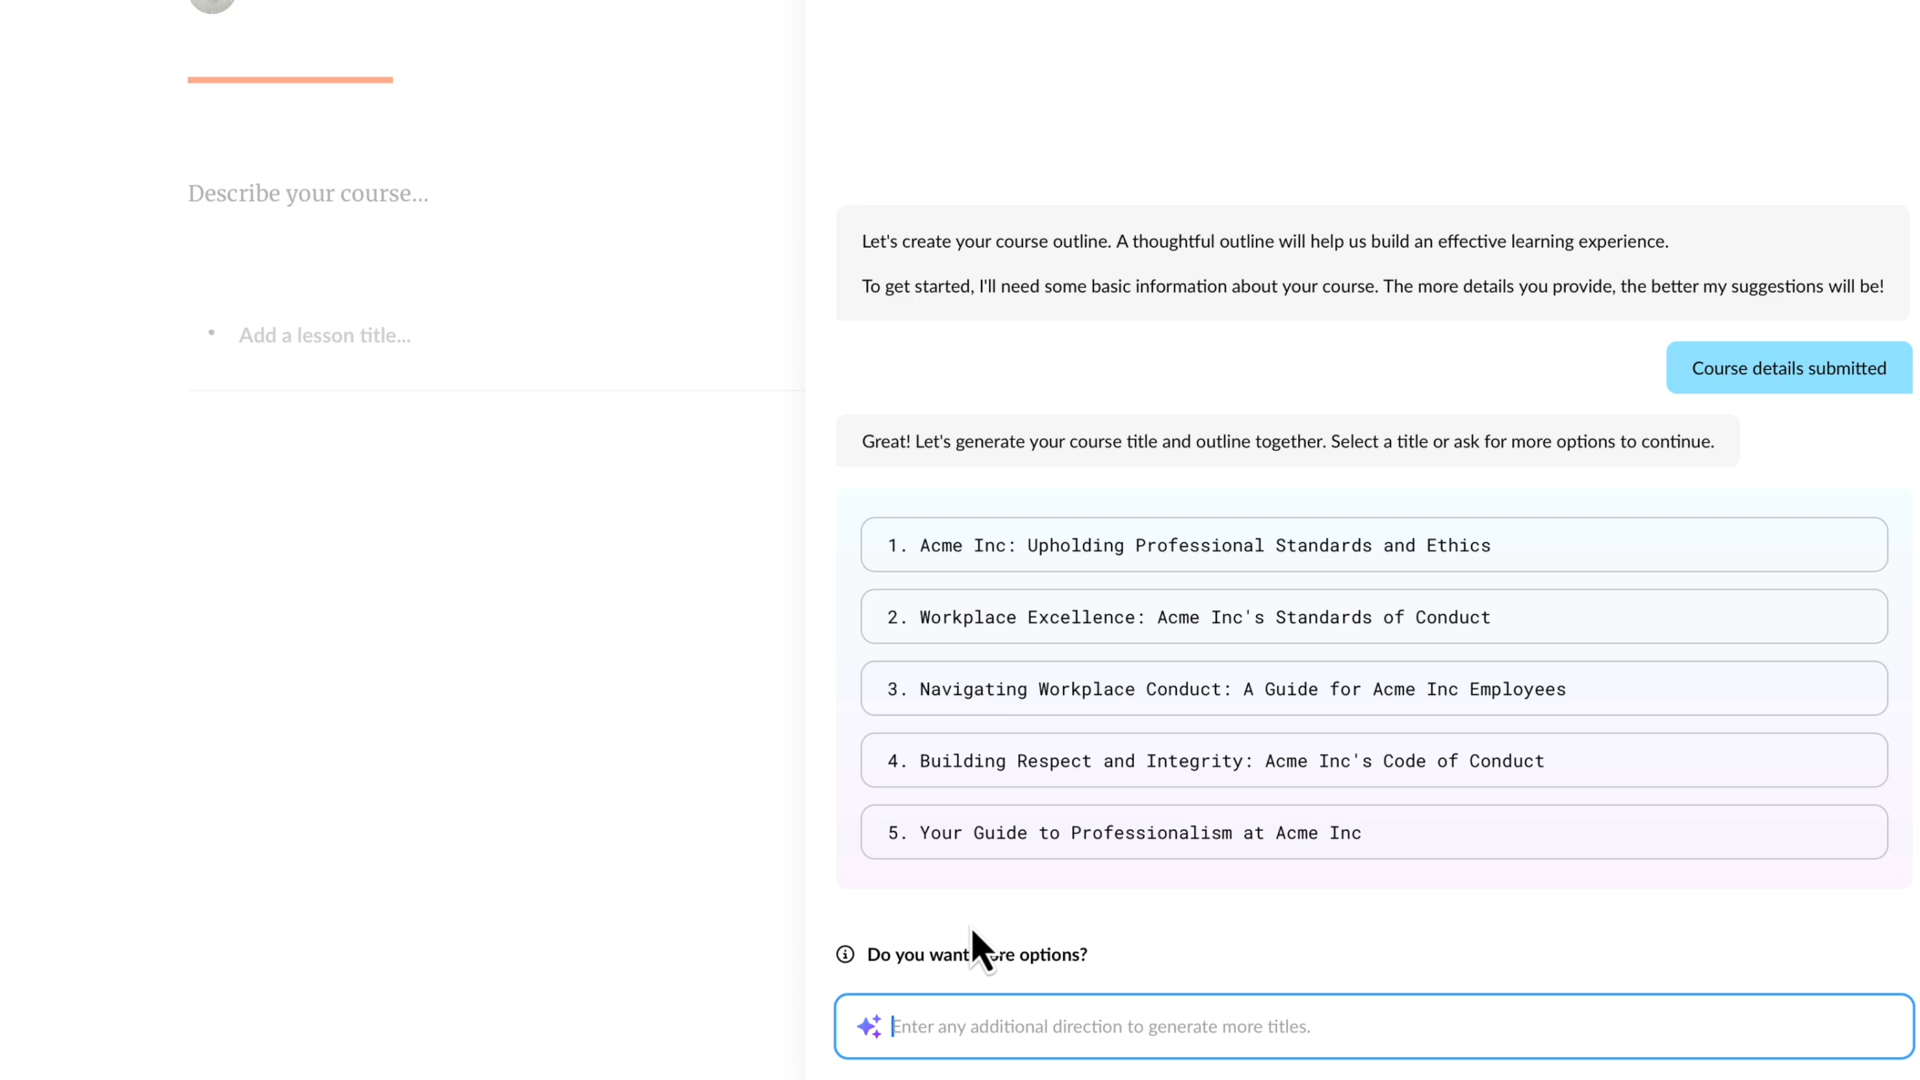 Describe your course...
• Add a lesson title...
Let's create your course outline. A thoughtful outline will help us build an effective learning experience.
To get started, I'll need some basic information about your course. The more details you provide, the better my suggestions will be!
Course details submitted
Great! Let's generate your course title and outline together. Select a title or ask for more options to continue.
1. Acme Inc: Upholding Professional Standards and Ethics
2. Workplace Excellence: Acme Inc's Standards of Conduct
3. Navigating Workplace Conduct: A Guide for Acme Inc Employees
4. Building Respect and Integrity: Acme Inc's Code of Conduct
5. Your Guide to Professionalism at Acme Inc
Do you want more options?
Enter any additional direction to generate more titles.